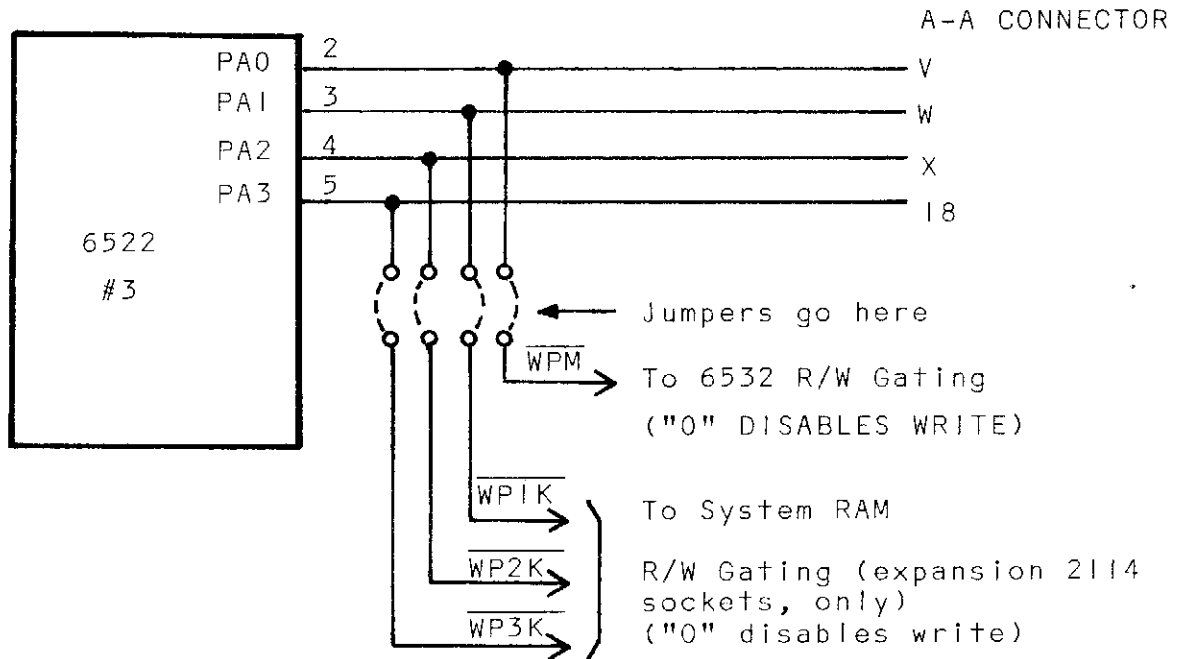 A-A CONNECTOR
PA0 2 V
PA1 3 W
PA2 4 X
PA3 5 18
6522
#3
Jumpers go here
WPM
To 6532 R/W Gating
("0" DISABLES WRITE)
WP1K
To System RAM
WP2K
R/W Gating (expansion 2114
sockets, only)
WP3K
("0" disables write)